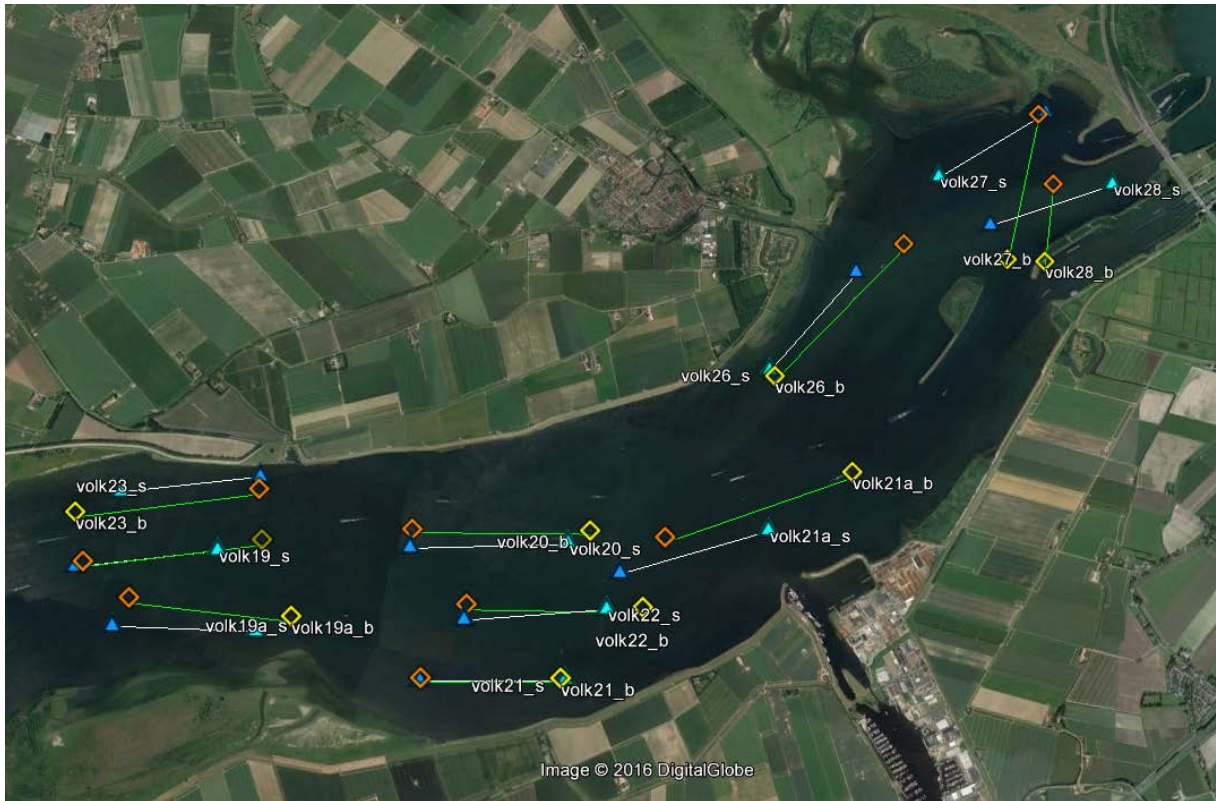 volk27_s
volk28_s
volk27_b
volk28_b
volk26_s
volk26_b
volk23_s
volk21a_b
volk23_b
volk20_b
volk20_s
volk21a_s
volk19_s
volk19a_s
volk19a_b
volk22_s
volk22_b
volk21_s
volk21_b
Image © 2016 DigitalGlobe